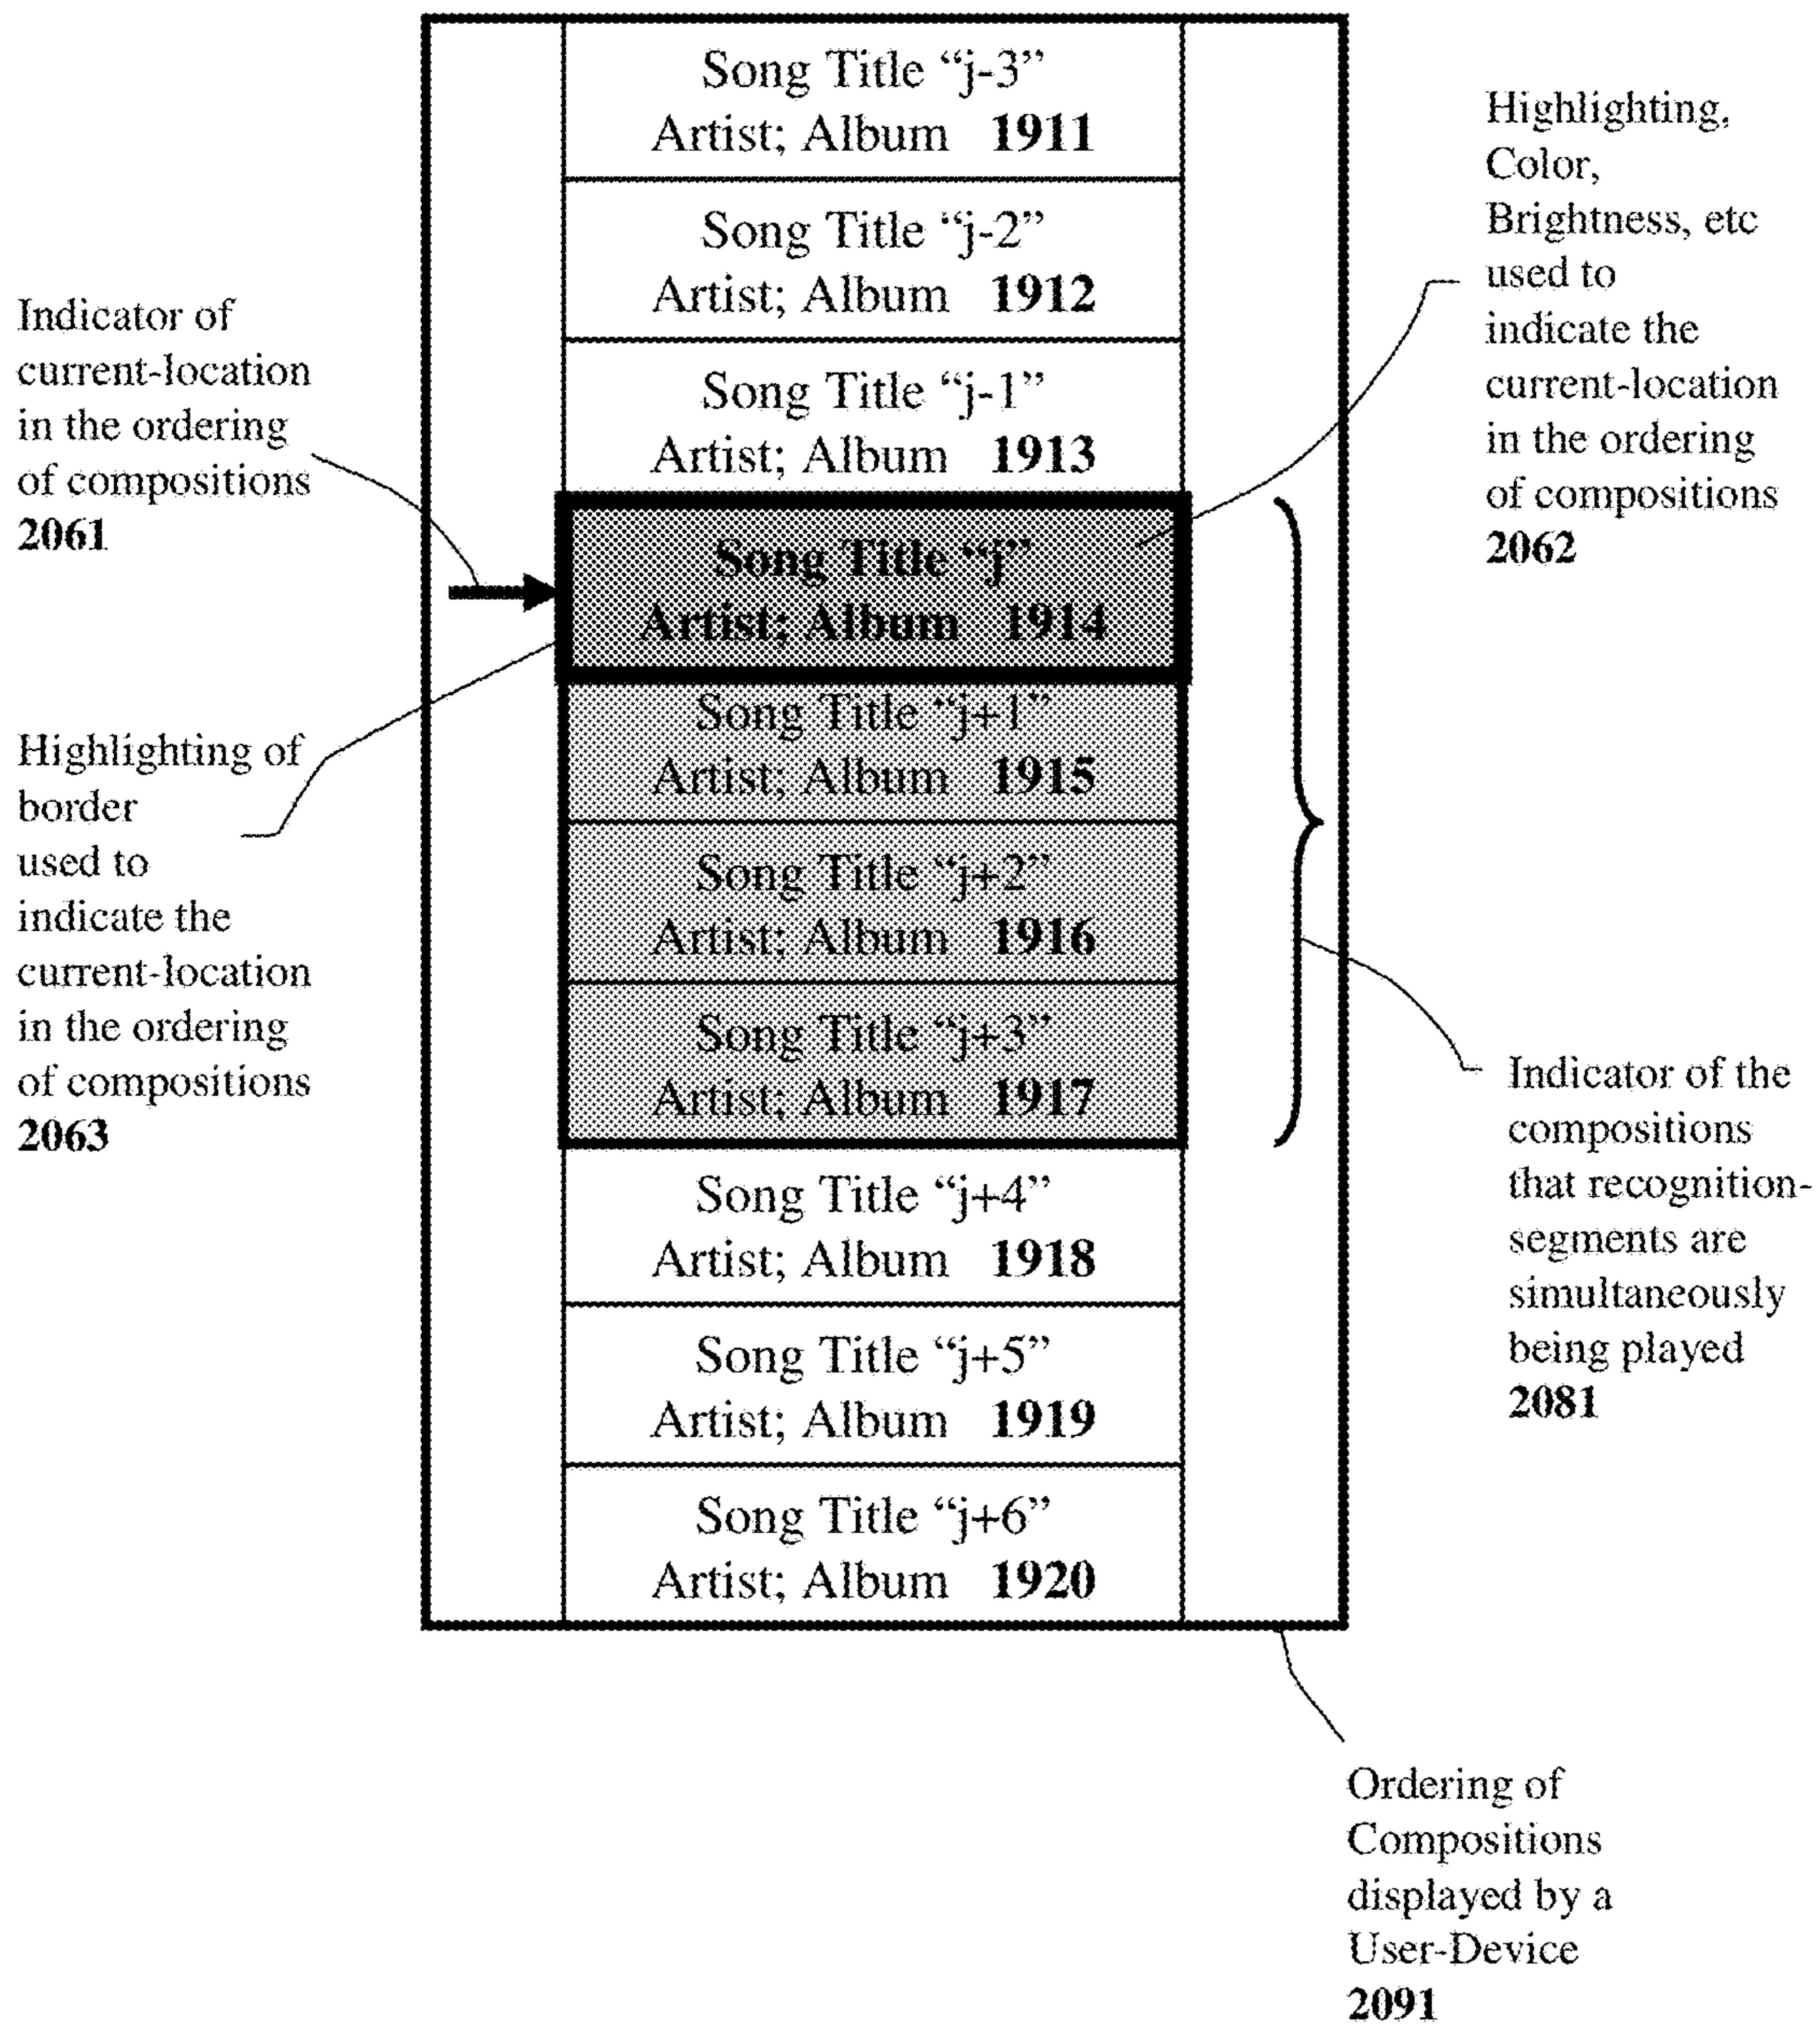 Song Title “j-3”
Artist; Album 1911
Song Title “j-2”
Artist; Album 1912
Song Title “j-1”
Artist; Album 1913
Song Title “j”
Artist; Album 1914
Song Title “j+1”
Artist; Album 1915
Song Title “j+2”
Artist; Album 1916
Song Title “j+3”
Artist; Album 1917
Song Title “j+4”
Artist; Album 1918
Song Title “j+5”
Artist; Album 1919
Song Title “j+6”
Artist; Album 1920
Indicator of
current-location
in the ordering
of compositions
2061
Highlighting of
border
used to
indicate the
current-location
in the ordering
of compositions
2063
Highlighting,
Color,
Brightness, etc
used to
indicate the
current-location
in the ordering
of compositions
2062
Indicator of the
compositions
that recognition-
segments are
simultaneously
being played
2081
Ordering of
Compositions
displayed by a
User-Device
2091